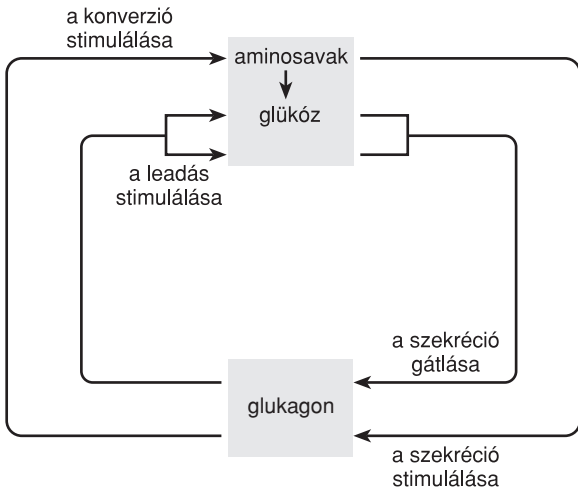 a konverzió
stimulálása
aminosavak
glükóz
a leadás
stimulálása
a szekréció
gátlása
glukagon
a szekréció
stimulálása